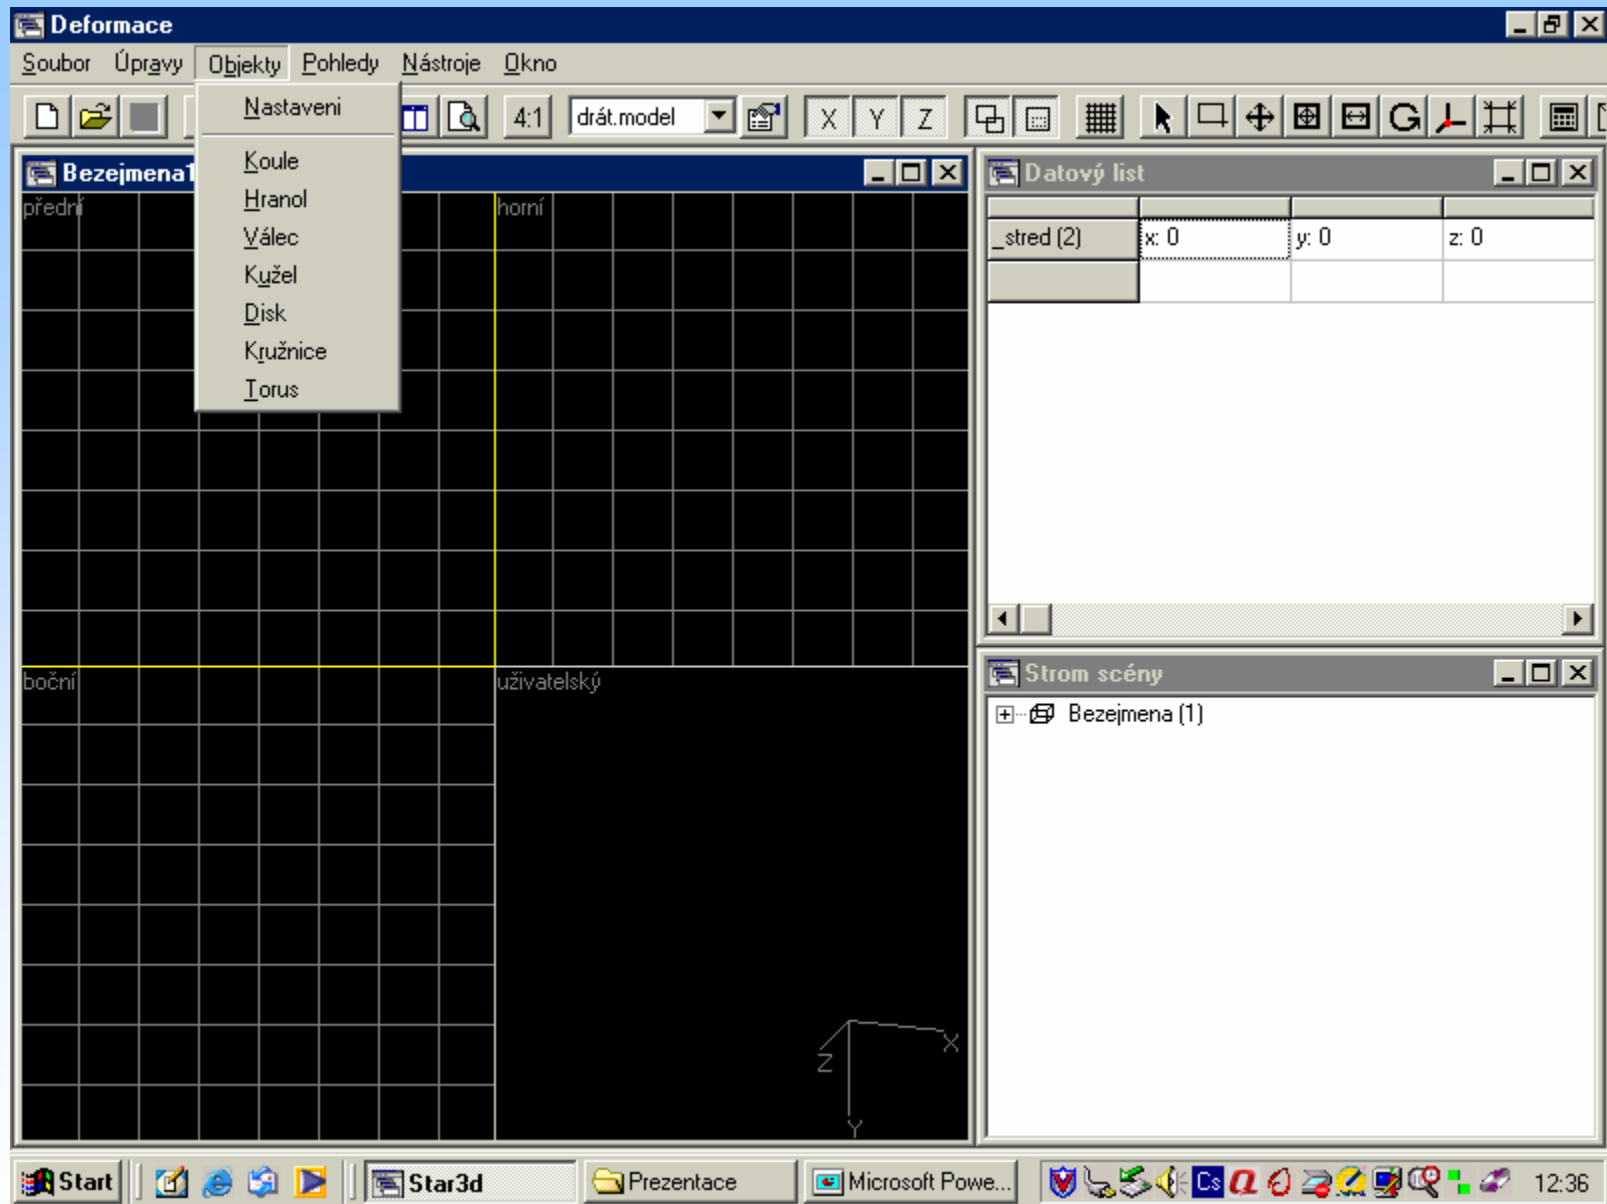 Deformace
Soubor Úpravy Objekty Pohledy Nástroje Okno
4:1 drát.model X Y Z
Nastaveni
Koule
Hranol
Válec
Kužel
Disk
Kružnice
Torus
Bezejmena1
přední
horní
boční
uživatelský
Z X
Y
Datový list
_stred (2) x: 0 y: 0 z: 0
Strom scény
Bezejmena (1)
Start Star3d Prezentace Microsoft Powe... Cs 12:36